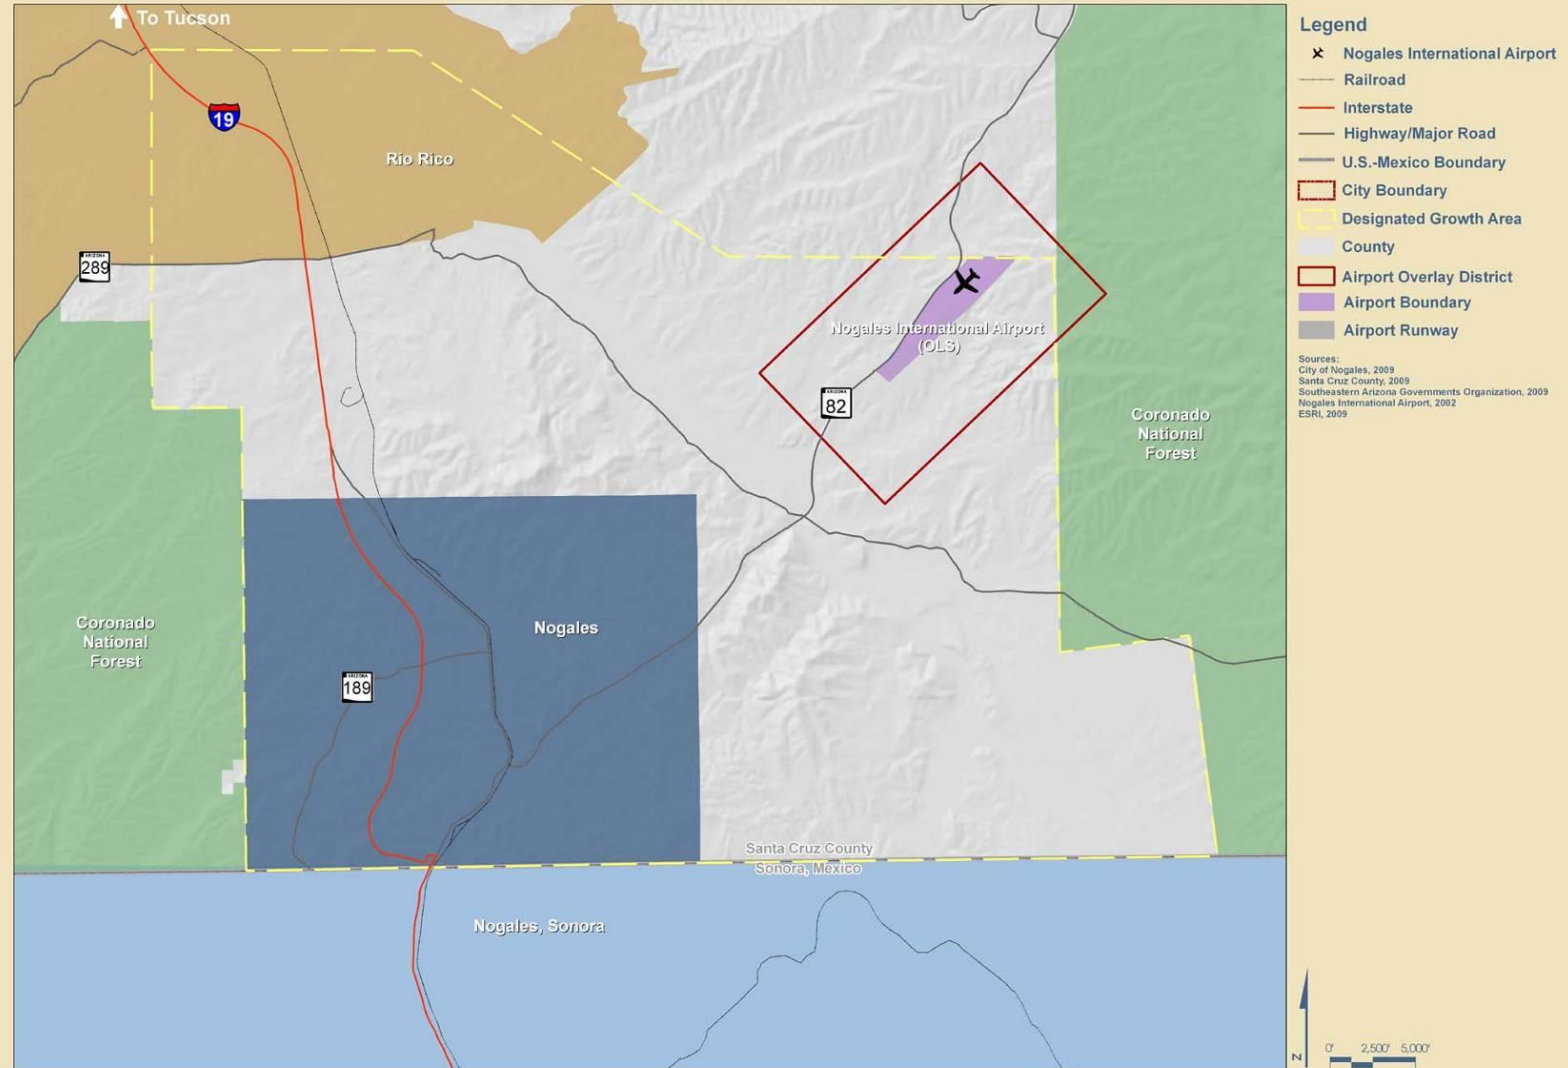 To Tucson
19
Rio Rico
ARIZONA
289
Nogales International Airport
(OLS)
ARIZONA
82
Coronado
National
Forest
Coronado
National
Forest
Nogales
ARIZONA
189
Santa Cruz County
Sonora, Mexico
Nogales, Sonora
Legend
Nogales International Airport
Railroad
Interstate
Highway/Major Road
U.S.-Mexico Boundary
City Boundary
Designated Growth Area
County
Airport Overlay District
Airport Boundary
Airport Runway
Sources:
City of Nogales, 2009
Santa Cruz County, 2009
Southeastern Arizona Governments Organization, 2009
Nogales International Airport, 2002
ESRI, 2009
N
0' 2,500' 5,000'